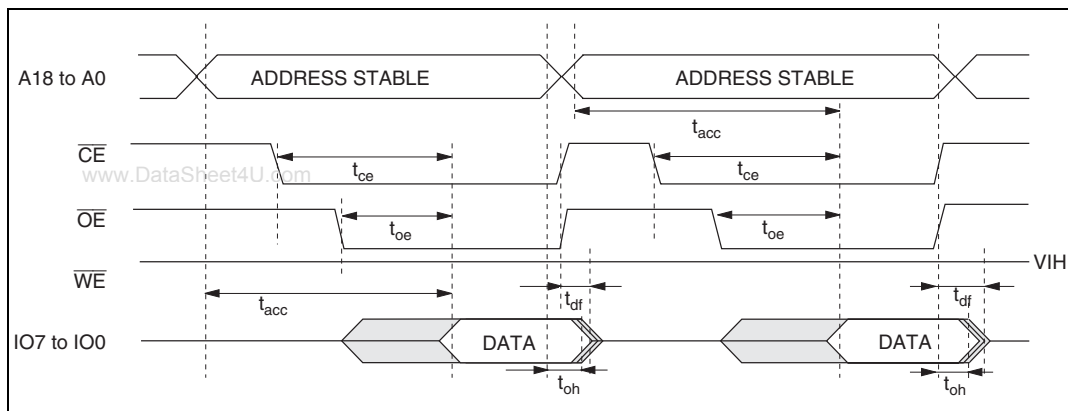 A18 to A0
ADDRESS STABLE
ADDRESS STABLE
tacc
CE
tce
tce
www.DataSheet4U.com
OE
toe
toe
WE
VIH
tacc
tdf
tdf
IO7 to IO0
DATA
DATA
toh
toh